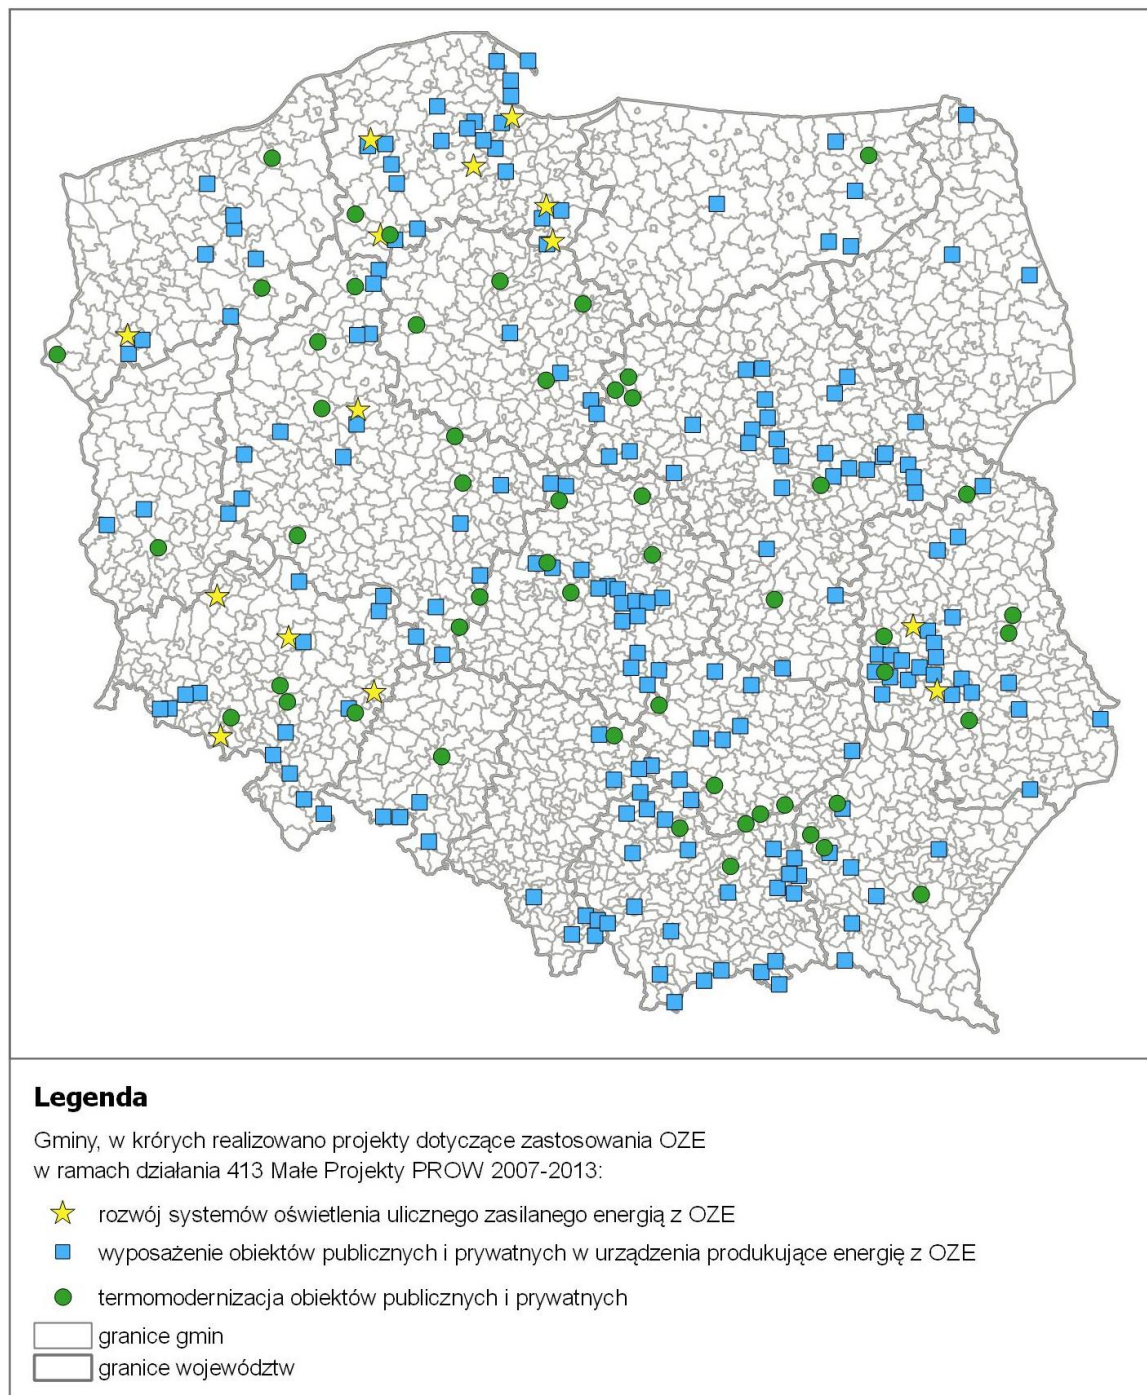 Legenda
Gminy, w krórych realizowano projekty dotyczące zastosowania OZE
w ramach działania 413 Małe Projekty PROW 2007-2013:
rozwój systemów oświetlenia ulicznego zasilanego energią z OZE
wyposażenie obiektów publicznych i prywatnych w urządzenia produkujące energię z OZE
termomodernizacja obiektów publicznych i prywatnych
granice gmin
granice województw